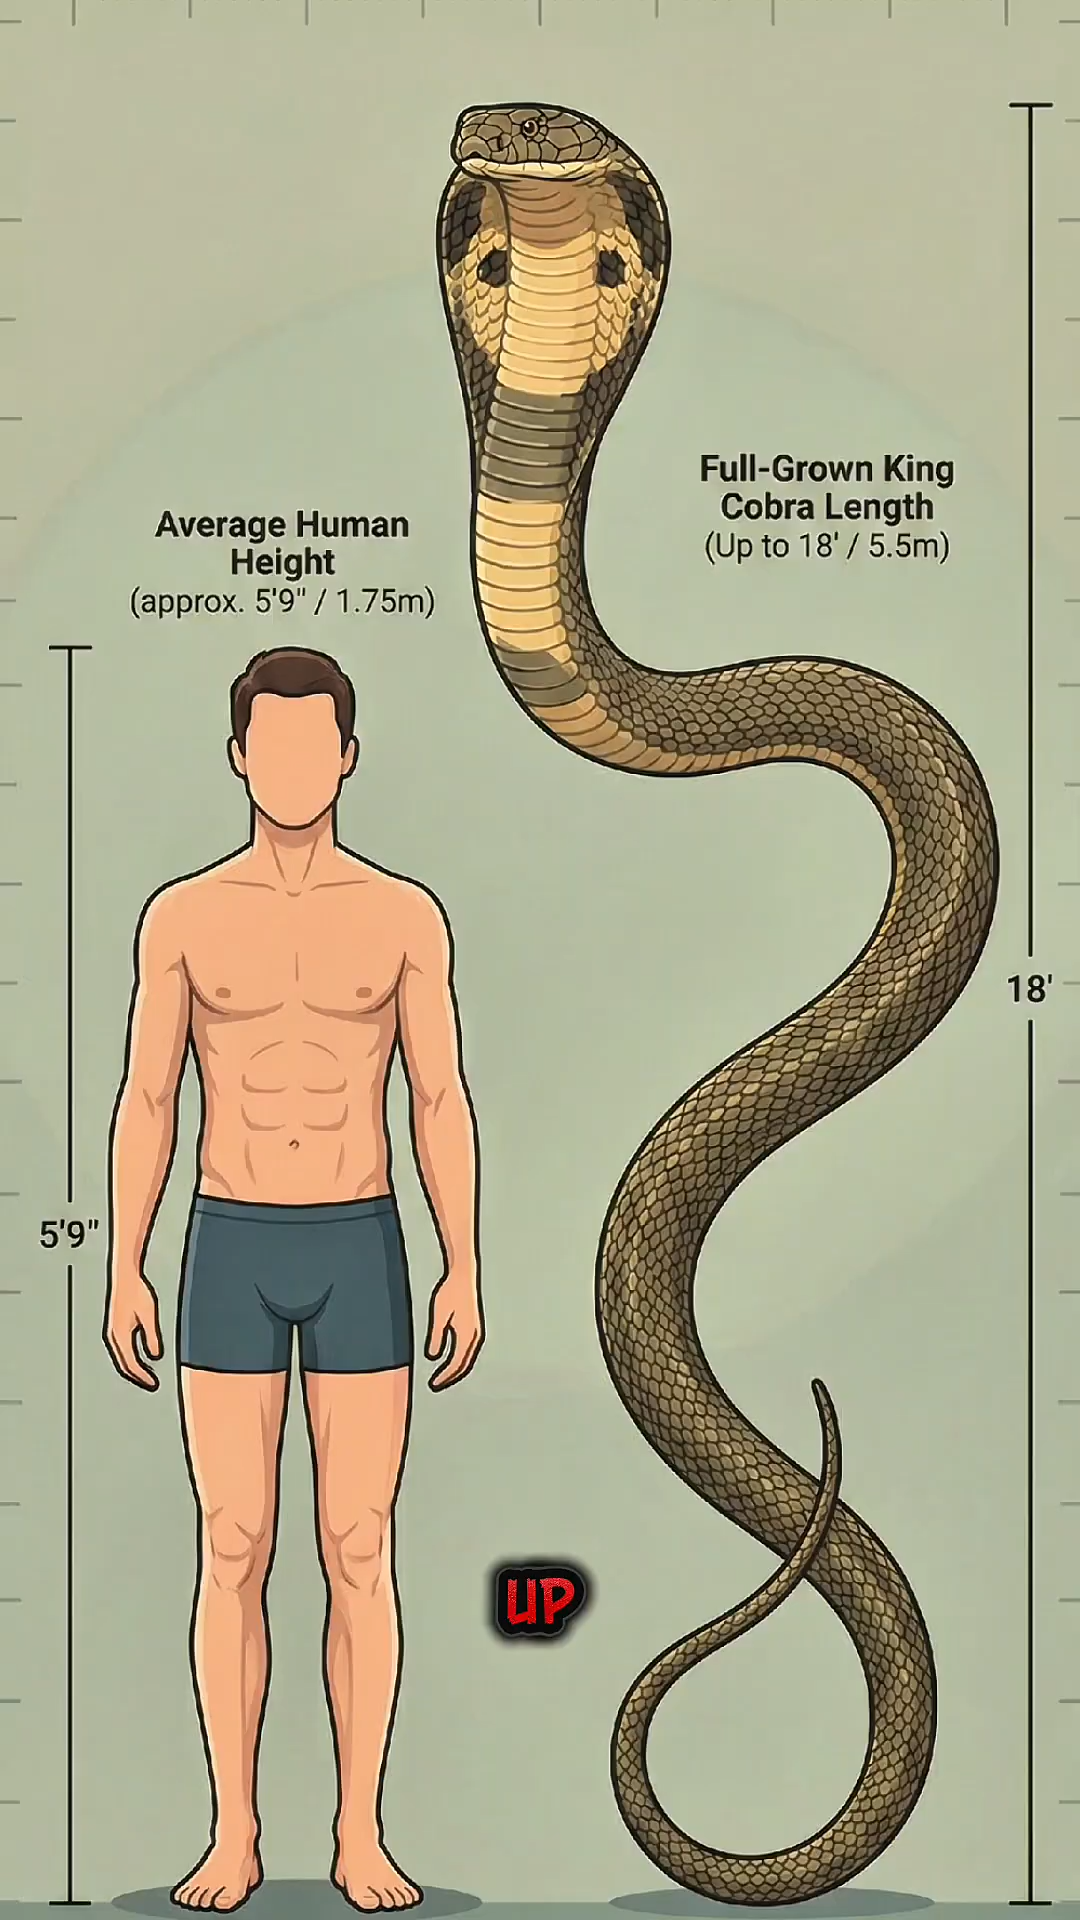 Full-Grown King
Cobra Length
(Up to 18' / 5.5m)
Average Human
Height
(approx. 5'9" / 1.75m)
18'
5'9"
UP